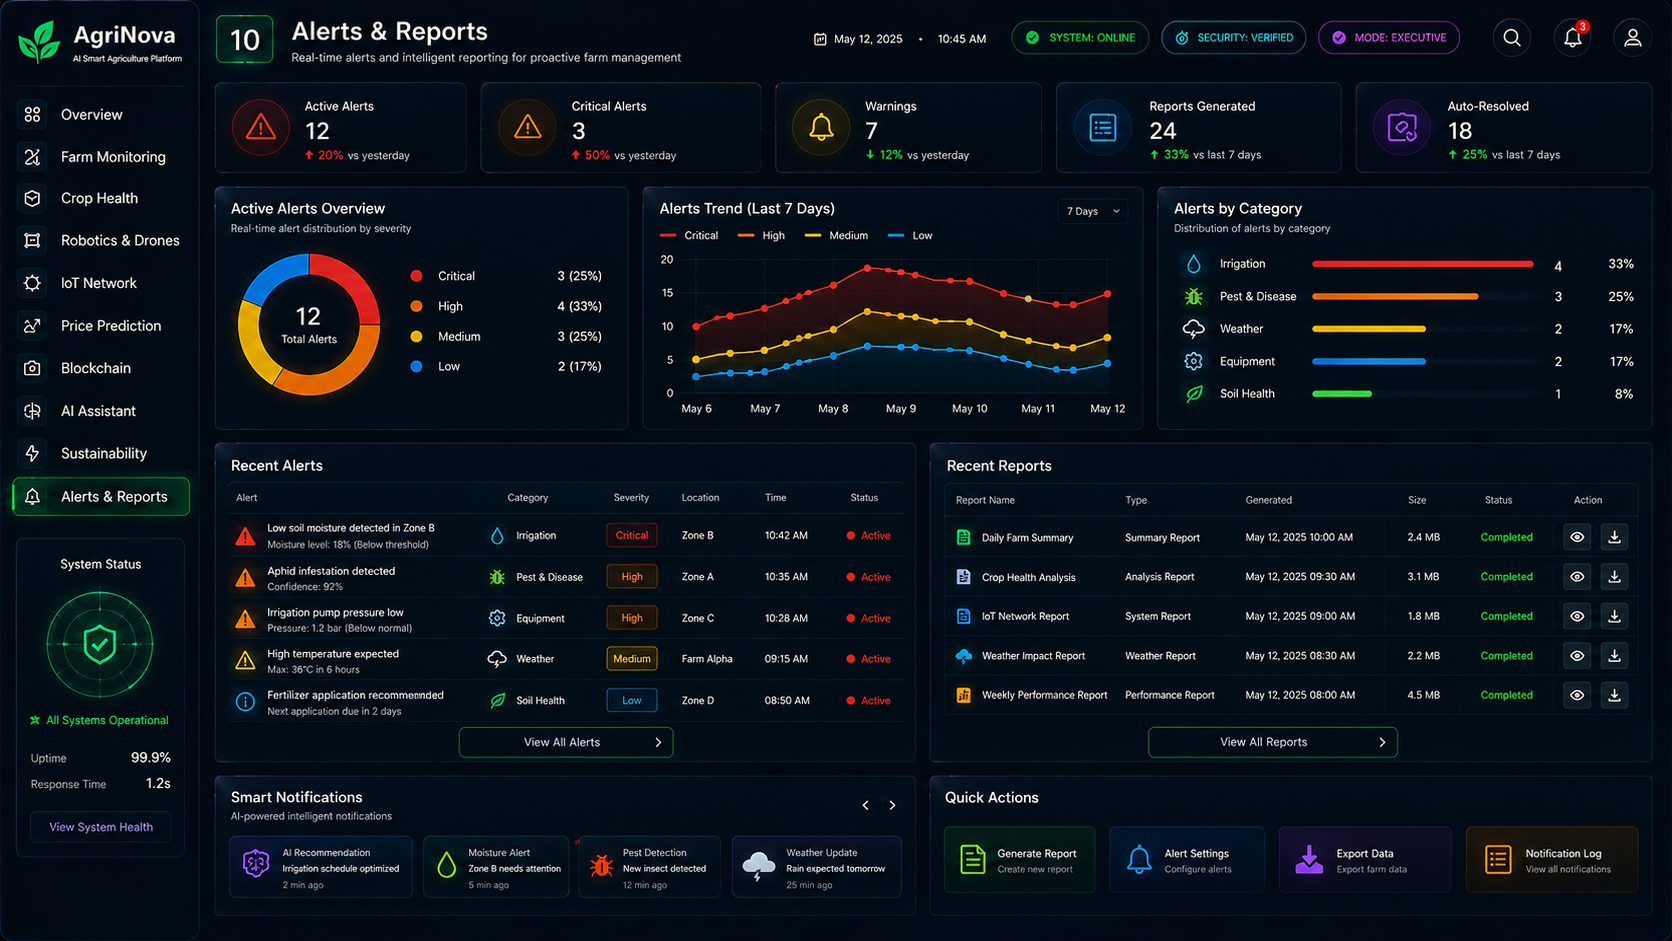 AgriNova
AI Smart Agriculture Platform
Overview
Farm Monitoring
Crop Health
Robotics & Drones
IoT Network
Price Prediction
Blockchain
AI Assistant
Sustainability
Alerts & Reports
System Status
All Systems Operational
Uptime 99.9%
Response Time 1.2s
View System Health
10
Alerts & Reports
Real-time alerts and intelligent reporting for proactive farm management
May 12, 2025 • 10:45 AM
SYSTEM: ONLINE
SECURITY: VERIFIED
MODE: EXECUTIVE
3
Active Alerts
12
↑ 20% vs yesterday
Critical Alerts
3
↑ 50% vs yesterday
Warnings
7
↓ 12% vs yesterday
Reports Generated
24
↑ 33% vs last 7 days
Auto-Resolved
18
↑ 25% vs last 7 days
Active Alerts Overview
Real-time alert distribution by severity
12
Total Alerts
Critical 3 (25%)
High 4 (33%)
Medium 3 (25%)
Low 2 (17%)
Alerts Trend (Last 7 Days)
7 Days
Critical High Medium Low
20
15
10
5
0
May 6 May 7 May 8 May 9 May 10 May 11 May 12
Alerts by Category
Distribution of alerts by category
Irrigation 4 33%
Pest & Disease 3 25%
Weather 2 17%
Equipment 2 17%
Soil Health 1 8%
Recent Alerts
Alert Category Severity Location Time Status
Low soil moisture detected in Zone B
Moisture level: 18% (Below threshold)
Irrigation Critical Zone B 10:42 AM Active
Aphid infestation detected
Confidence: 92%
Pest & Disease High Zone A 10:35 AM Active
Irrigation pump pressure low
Pressure: 1.2 bar (Below normal)
Equipment High Zone C 10:28 AM Active
High temperature expected
Max: 36°C in 6 hours
Weather Medium Farm Alpha 09:15 AM Active
Fertilizer application recommended
Next application due in 2 days
Soil Health Low Zone D 08:50 AM Active
View All Alerts
Recent Reports
Report Name Type Generated Size Status Action
Daily Farm Summary Summary Report May 12, 2025 10:00 AM 2.4 MB Completed
Crop Health Analysis Analysis Report May 12, 2025 09:30 AM 3.1 MB Completed
IoT Network Report System Report May 12, 2025 09:00 AM 1.8 MB Completed
Weather Impact Report Weather Report May 12, 2025 08:30 AM 2.2 MB Completed
Weekly Performance Report Performance Report May 12, 2025 08:00 AM 4.5 MB Completed
View All Reports
Smart Notifications
AI-powered intelligent notifications
AI Recommendation
Irrigation schedule optimized
2 min ago
Moisture Alert
Zone B needs attention
5 min ago
Pest Detection
New insect detected
12 min ago
Weather Update
Rain expected tomorrow
25 min ago
Quick Actions
Generate Report
Create new report
Alert Settings
Configure alerts
Export Data
Export farm data
Notification Log
View all notifications